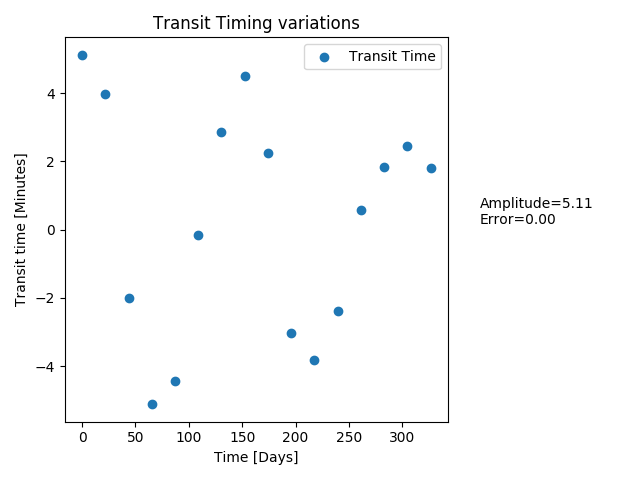 Transit Timing variations
Transit Time
Transit time [Minutes]
4
2
0
−2
−4
0 50 100 150 200 250 300
Time [Days]
Amplitude=5.11
Error=0.00